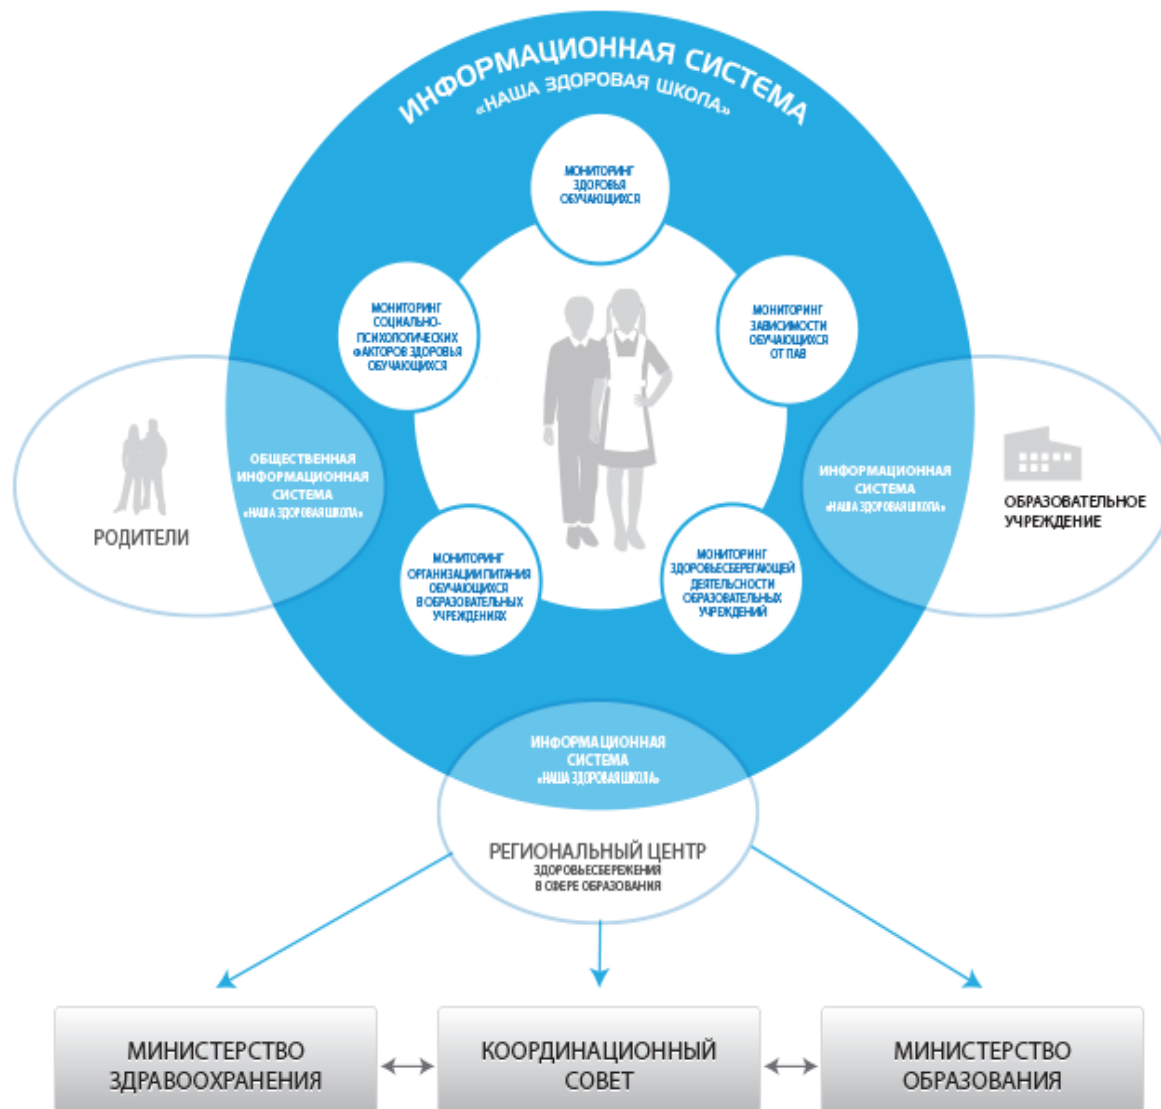 ИНФОРМАЦИОННАЯ СИСТЕМА
«НАША ЗДОРОВАЯ ШКОЛА»
МОНИТОРИНГ
ЗДОРОВЬЯ
ОБУЧАЮЩИХСЯ
МОНИТОРИНГ
СОЦИАЛЬНО-
ПСИХОЛОГИЧЕСКИХ
ФАКТОРОВ ЗДОРОВЬЯ
ОБУЧАЮЩИХСЯ
МОНИТОРИНГ
ЗАВИСИМОСТИ
ОБУЧАЮЩИХСЯ
ОТ ПАВ
РОДИТЕЛИ
ОБЩЕСТВЕННАЯ
ИНФОРМАЦИОННАЯ
СИСТЕМА
«НАША ЗДОРОВАЯ ШКОЛА»
ИНФОРМАЦИОННАЯ
СИСТЕМА
«НАША ЗДОРОВАЯ ШКОЛА»
ОБРАЗОВАТЕЛЬНОЕ
УЧРЕЖДЕНИЕ
МОНИТОРИНГ
ОРГАНИЗАЦИИ ПИТАНИЯ
ОБУЧАЮЩИХСЯ
В ОБРАЗОВАТЕЛЬНЫХ
УЧРЕЖДЕНИЯХ
МОНИТОРИНГ
ЗДОРОВЬЕСБЕРЕГАЮЩЕЙ
ДЕЯТЕЛЬНОСТИ
ОБРАЗОВАТЕЛЬНЫХ
УЧРЕЖДЕНИЙ
ИНФОРМАЦИОННАЯ
СИСТЕМА
«НАША ЗДОРОВАЯ ШКОЛА»
РЕГИОНАЛЬНЫЙ ЦЕНТР
ЗДОРОВЬЕСБЕРЕЖЕНИЯ
В СФЕРЕ ОБРАЗОВАНИЯ
МИНИСТЕРСТВО
ЗДРАВООХРАНЕНИЯ
КООРДИНАЦИОННЫЙ
СОВЕТ
МИНИСТЕРСТВО
ОБРАЗОВАНИЯ